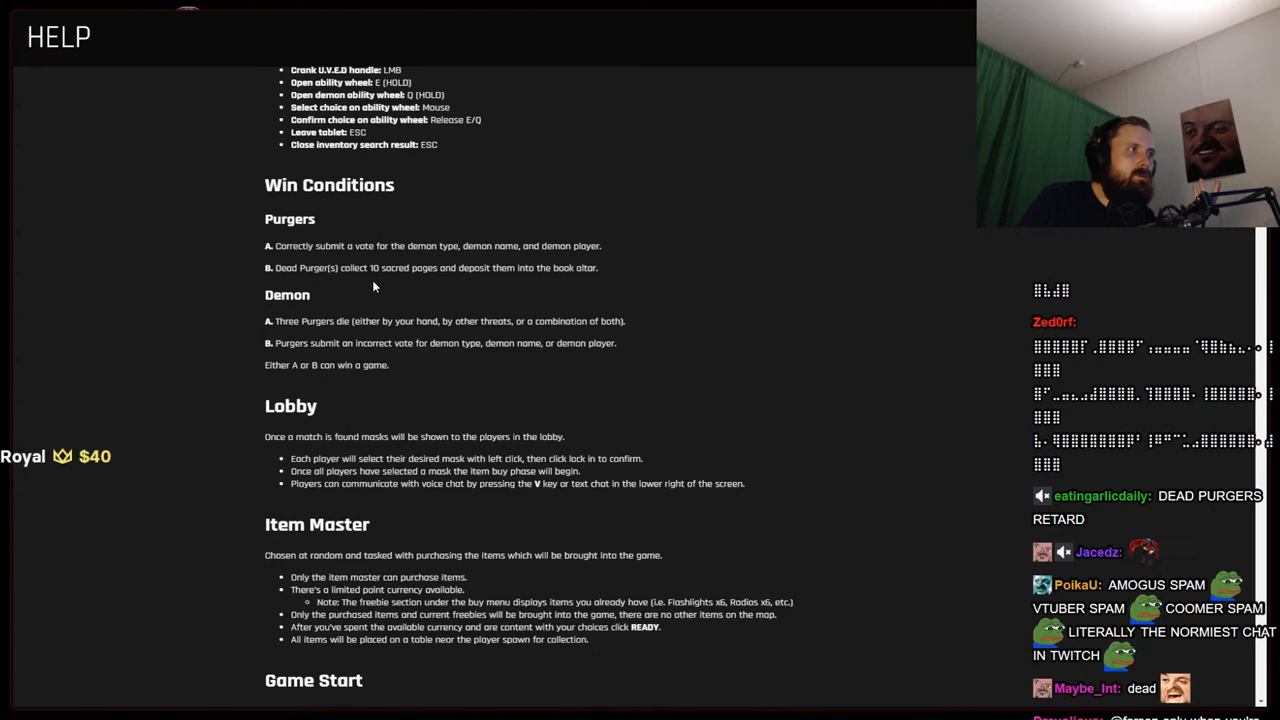 HELP
Crank U.V.E.D handle: LMB
Open ability wheel: E (HOLD)
Open demon ability wheel: Q (HOLD)
Select choice on ability wheel: Mouse
Confirm choice on ability wheel: Release E/Q
Leave tablet: ESC
Close inventory search result: ESC
Win Conditions
Purgers
A. Correctly submit a vote for the demon type, demon name, and demon player.
B. Dead Purger(s) collect 10 sacred pages and deposit them into the book altar.
Demon
A. Three Purgers die (either by your hand, by other threats, or a combination of both).
B. Purgers submit an incorrect vote for demon type, demon name, or demon player.
Either A or B can win a game.
Lobby
Once a match is found masks will be shown to the players in the lobby.
Each player will select their desired mask with left click, then click lock in to confirm.
Once all players have selected a mask the item buy phase will begin.
Players can communicate with voice chat by pressing the V key or text chat in the lower right of the screen.
Item Master
Chosen at random and tasked with purchasing the items which will be brought into the game.
Only the item master can purchase items.
There's a limited point currency available.
Note: The freebie section under the buy menu displays items you already have (i.e. Flashlights x6, Radios x6, etc.)
Only the purchased items and current freebies will be brought into the game, there are no other items on the map.
After you've spent the available currency and are content with your choices click READY.
All items will be placed on a table near the player spawn for collection.
Game Start
Royal $40
Zed0rf:
eatingarlicdaily: DEAD PURGERS
RETARD
Jacedz:
PoikaU: AMOGUS SPAM
VTUBER SPAM COOMER SPAM
LITERALLY THE NORMIEST CHAT
IN TWITCH
Maybe_Int: dead